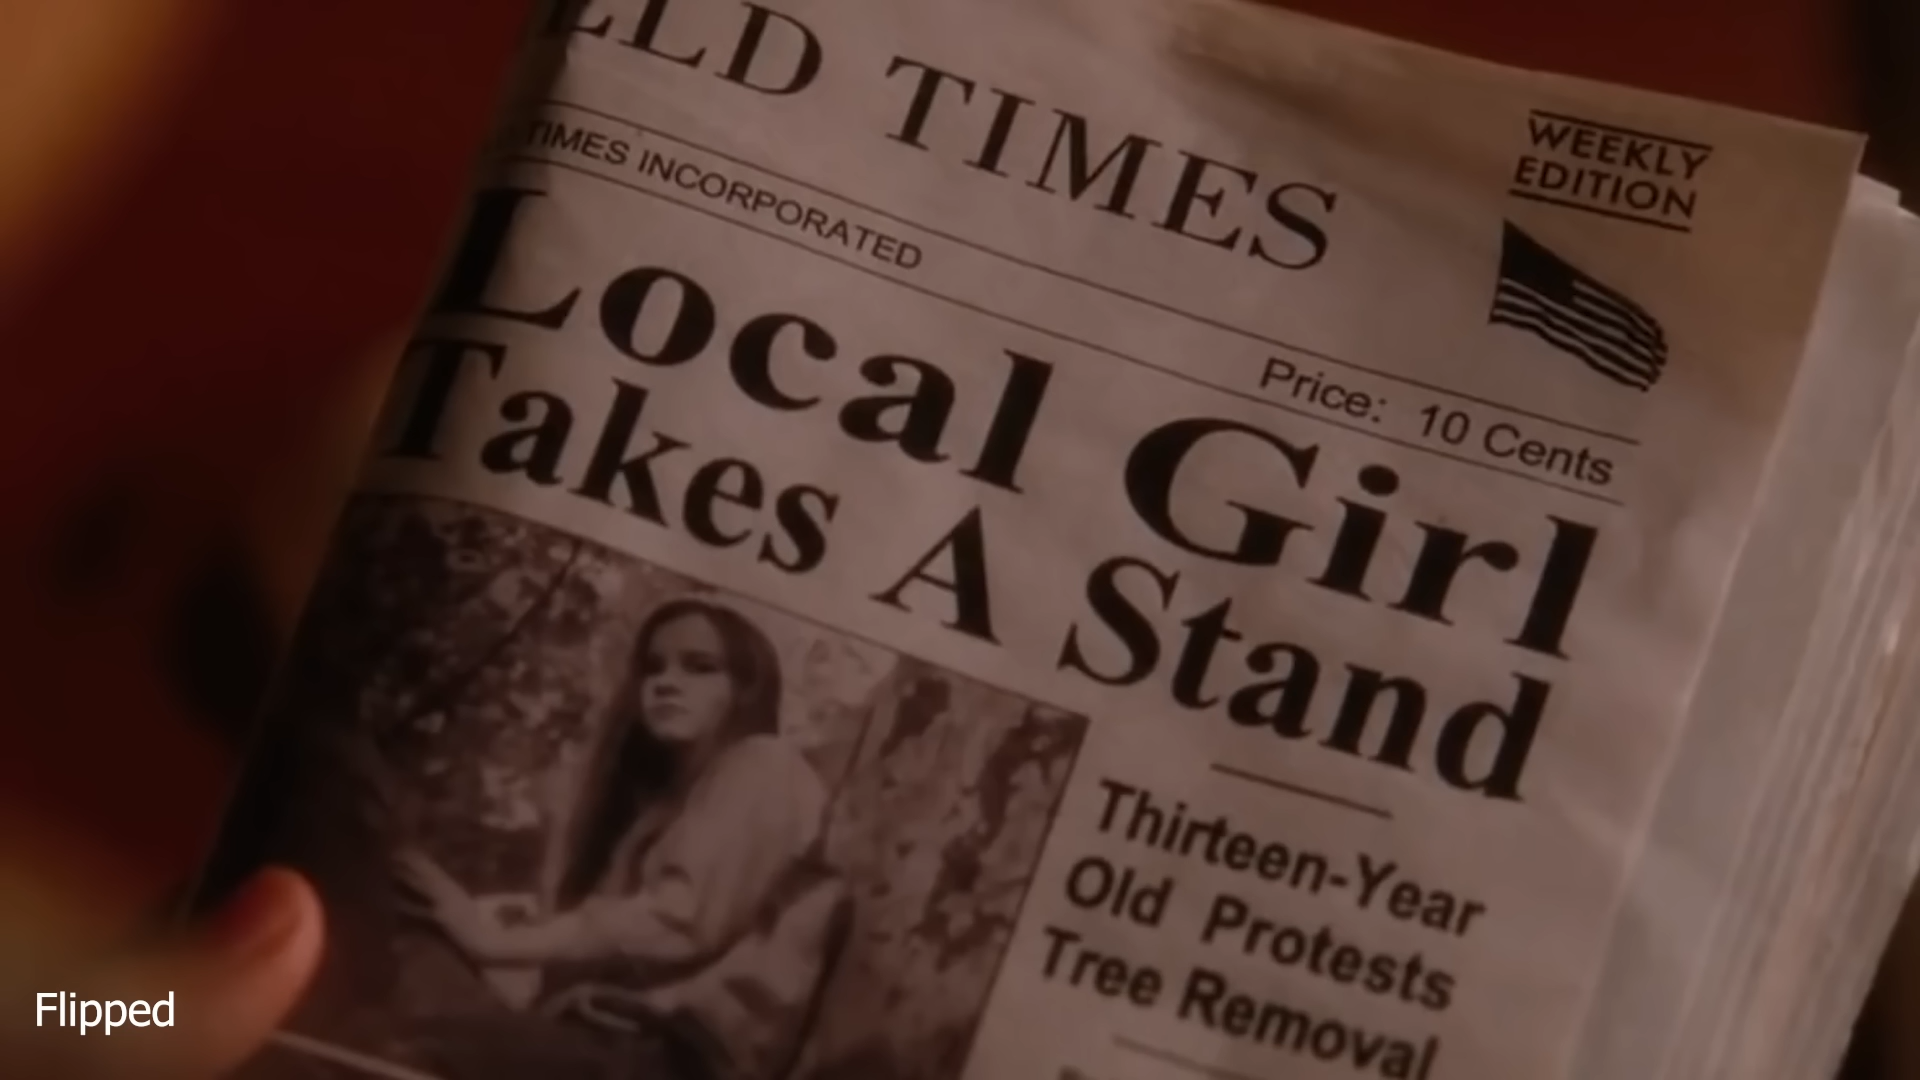 ELD TIMES
WEEKLY
EDITION
TIMES INCORPORATED
Price: 10 Cents
Local Girl
Takes A Stand
Thirteen-Year
Old Protests
Tree Removal
Flipped